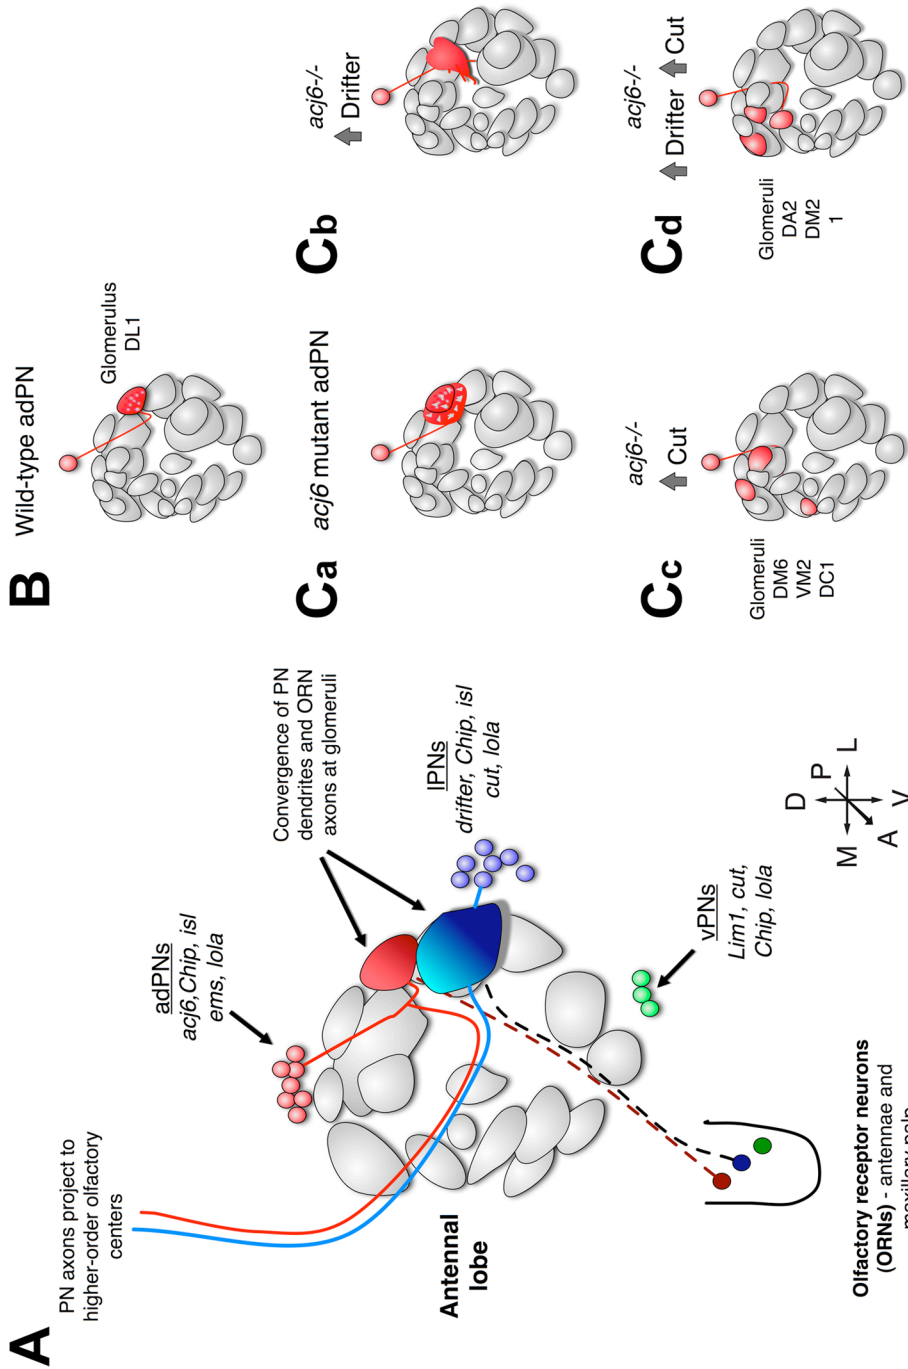 A
PN axons project to
higher-order olfactory
centers
adPNs
acj6,Chip, isl
ems, lola
Convergence of PN
dendrites and ORN
axons at glomeruli
lPNs
drifter, Chip, isl
cut, lola
vPNs
Lim1, cut,
Chip, lola
Antennal
lobe
Olfactory receptor neurons
(ORNs) - antennae and
maxillary palp
D
P
M
L
A
V
B
Wild-type adPN
Glomerulus
DL1
Ca
acj6 mutant adPN
Cb
acj6-/-
Drifter
Cc
acj6-/-
Cut
Glomeruli
DM6
VM2
DC1
Cd
acj6-/-
Drifter
Cut
Glomeruli
DA2
DM2
1